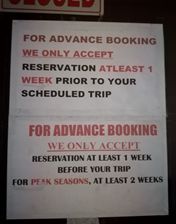 CLOSED
FOR ADVANCE BOOKING
WE ONLY ACCEPT
RESERVATION ATLEAST 1
WEEK PRIOR TO YOUR
SCHEDULED TRIP
FOR ADVANCE BOOKING
WE ONLY ACCEPT
RESERVATION AT LEAST 1 WEEK
BEFORE YOUR TRIP
FOR PEAK SEASONS, AT LEAST 2 WEEKS